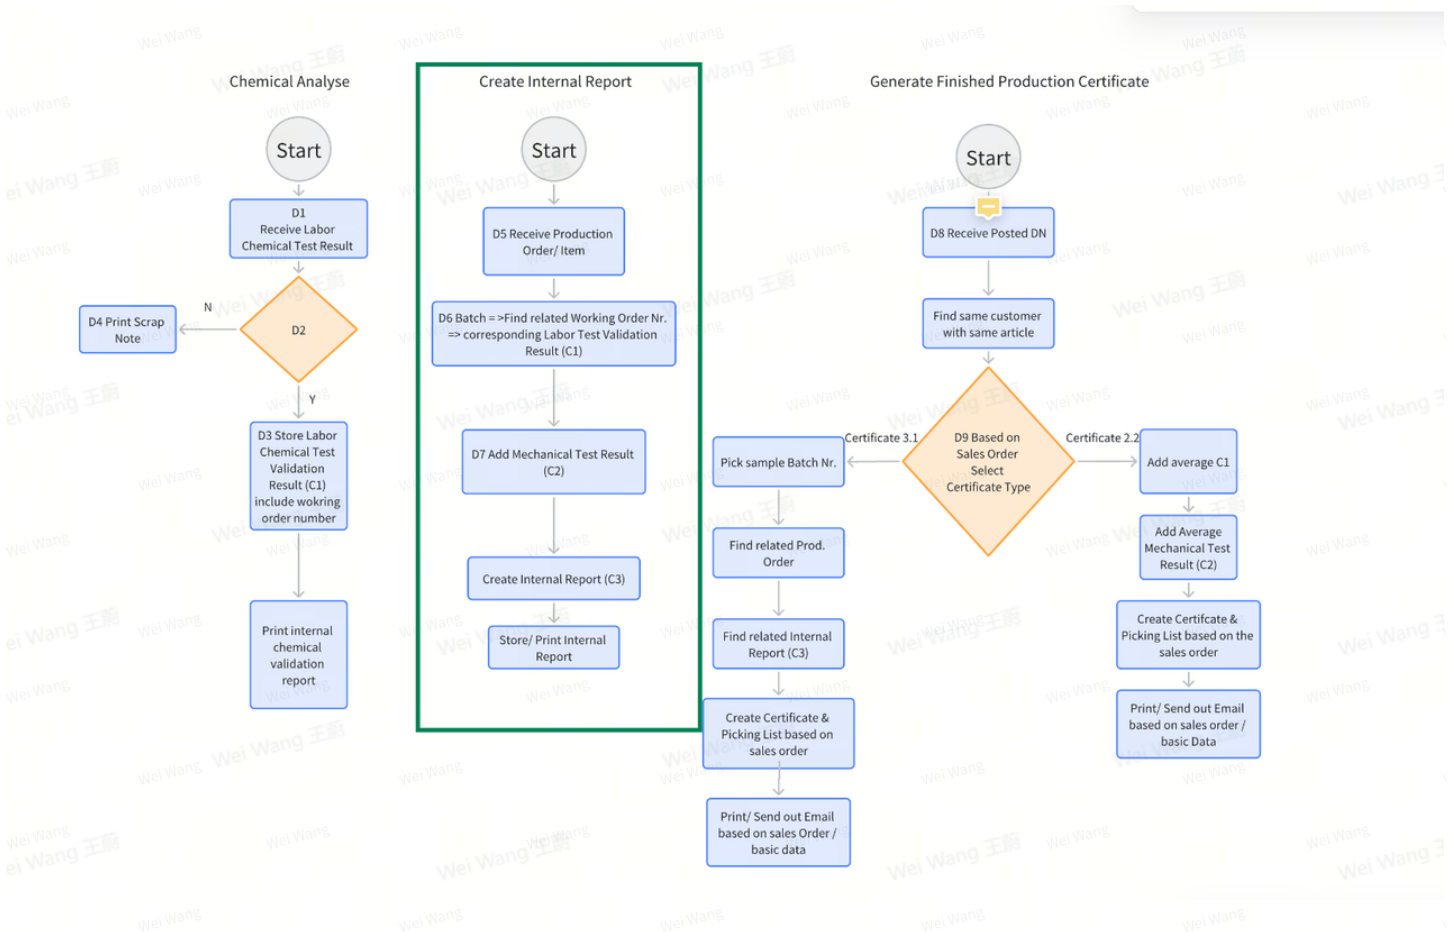 Chemical Analyse
Start
D1
Receive Labor
Chemical Test Result
D2
N
D4 Print Scrap
Note
Y
D3 Store Labor
Chemical Test
Validation
Result (C1)
include wokring
order number
Print internal
chemical
validation
report
Create Internal Report
Start
D5 Receive Production
Order/ Item
D6 Batch = =>Find related Working Order Nr.
=> corresponding Labor Test Validation
Result (C1)
D7 Add Mechanical Test Result
(C2)
Create Internal Report (C3)
Store/ Print Internal
Report
Generate Finished Production Certificate
Start
D8 Receive Posted DN
Find same customer
with same article
D9 Based on
Sales Order
Select
Certificate Type
Certificate 3.1
Pick sample Batch Nr.
Find related Prod.
Order
Find related Internal
Report (C3)
Create Certificate &
Picking List based on
sales order
Print/ Send out Email
based on sales Order /
basic data
Certificate 2.2
Add average C1
Add Average
Mechanical Test
Result (C2)
Create Certifcate &
Picking List based on the
sales order
Print/ Send out Email
based on sales order /
basic Data
Wei Wang
Wei Wang 王蔚